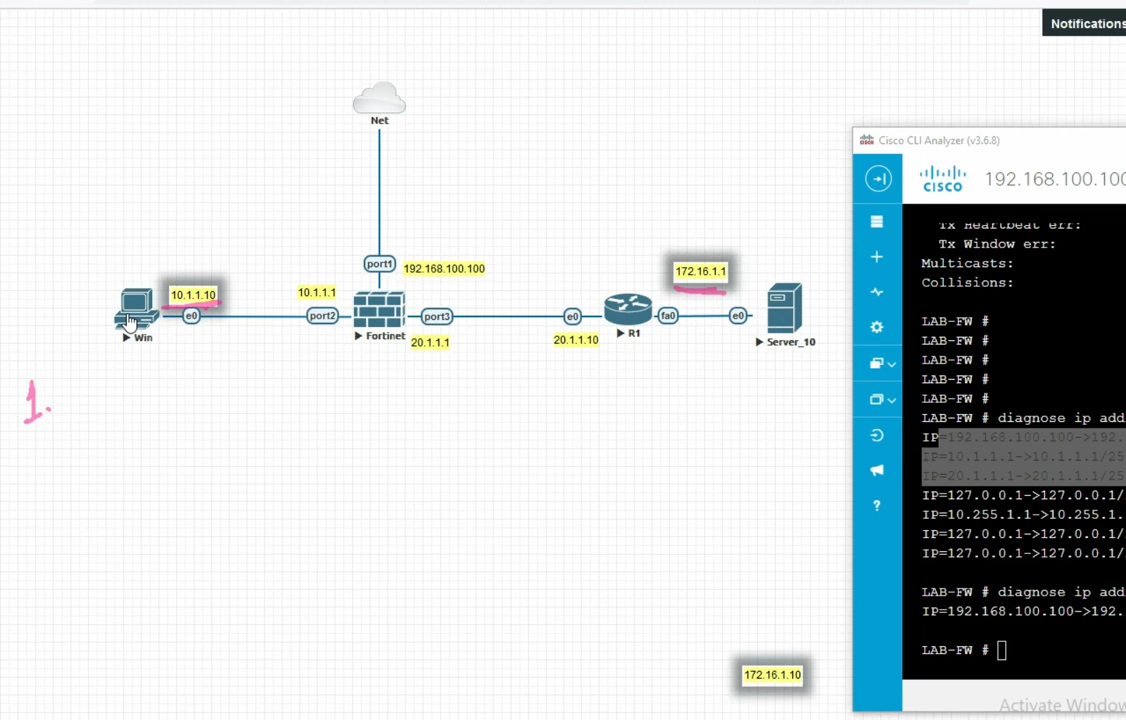 Notifications
Net
port1
192.168.100.100
10.1.1.10
10.1.1.1
172.16.1.1
e0
port2
port3
e0
fa0
e0
Win
Fortinet
20.1.1.1
20.1.1.10
R1
Server_10
1.
172.16.1.10
Cisco CLI Analyzer (v3.6.8)
CISCO
192.168.100.100
Tx Heartbeat err:
Tx Window err:
Multicasts:
Collisions:
LAB-FW #
LAB-FW #
LAB-FW #
LAB-FW #
LAB-FW #
LAB-FW # diagnose ip add
IP=192.168.100.100->192.
IP=10.1.1.1->10.1.1.1/25
IP=20.1.1.1->20.1.1.1/25
IP=127.0.0.1->127.0.0.1/
IP=10.255.1.1->10.255.1.
IP=127.0.0.1->127.0.0.1/
IP=127.0.0.1->127.0.0.1/
LAB-FW # diagnose ip add
IP=192.168.100.100->192.
LAB-FW #
?
Activate Window